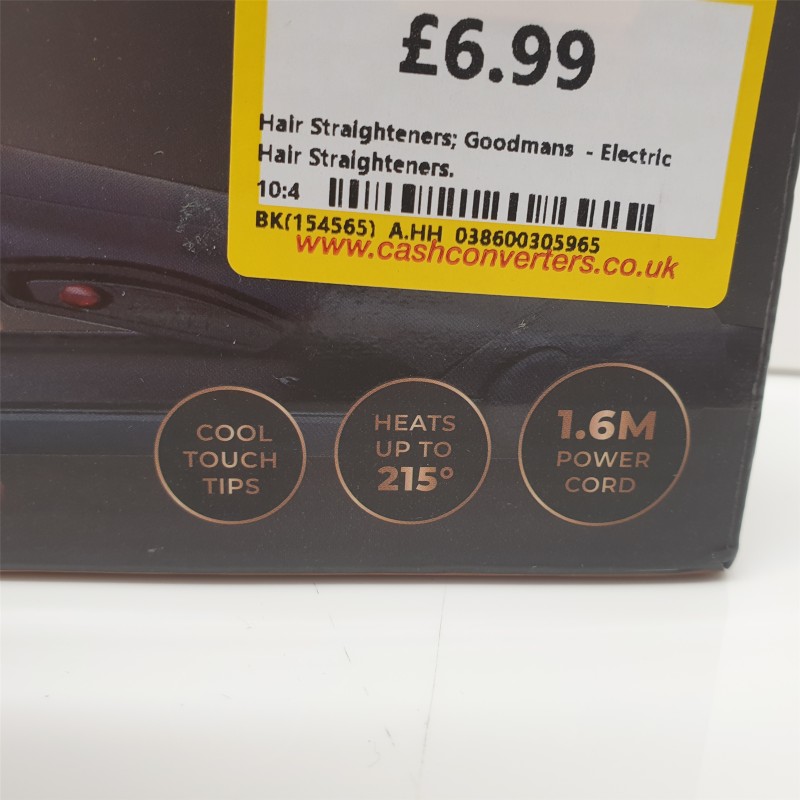 £6.99
Hair Straighteners; Goodmans - Electric
Hair Straighteners.
10:4
BK(154565) A.HH 038600305965
www.cashconverters.co.uk
COOL
TOUCH
TIPS
HEATS
UP TO
215°
1.6M
POWER
CORD